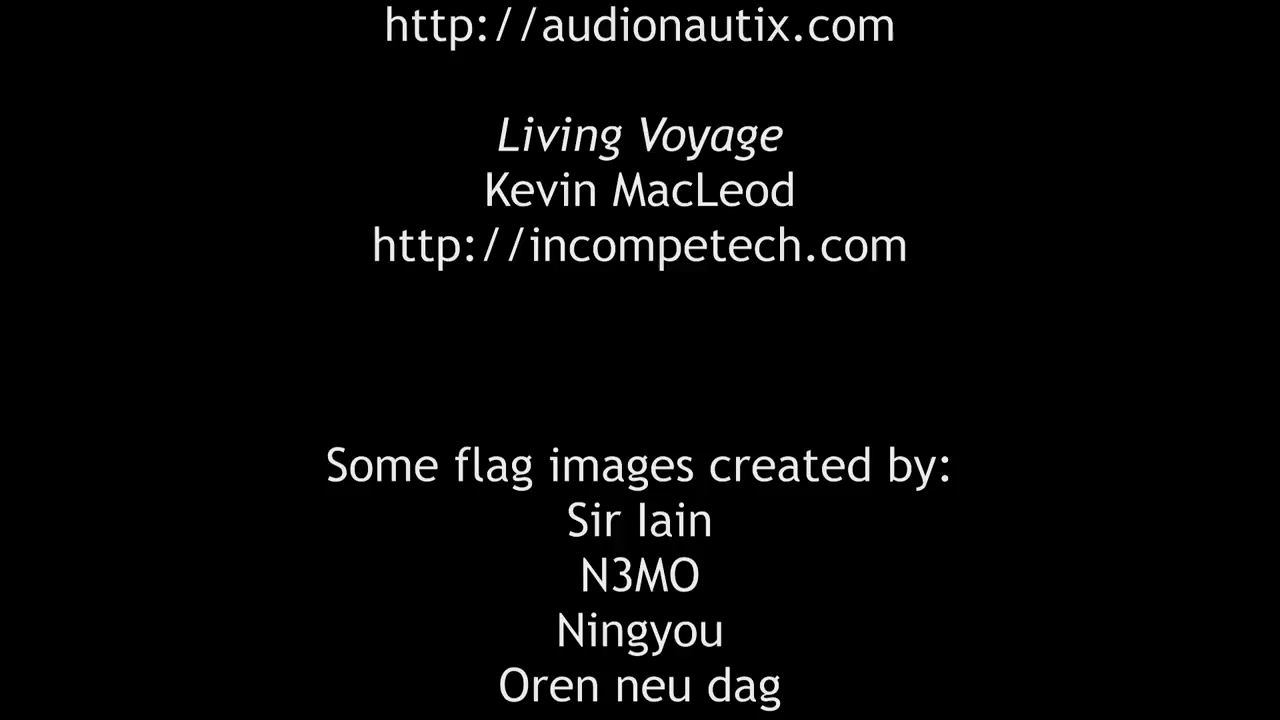 http://audionautix.com
Living Voyage
Kevin MacLeod
http://incompetech.com
Some flag images created by:
Sir Iain
N3MO
Ningyou
Oren neu dag